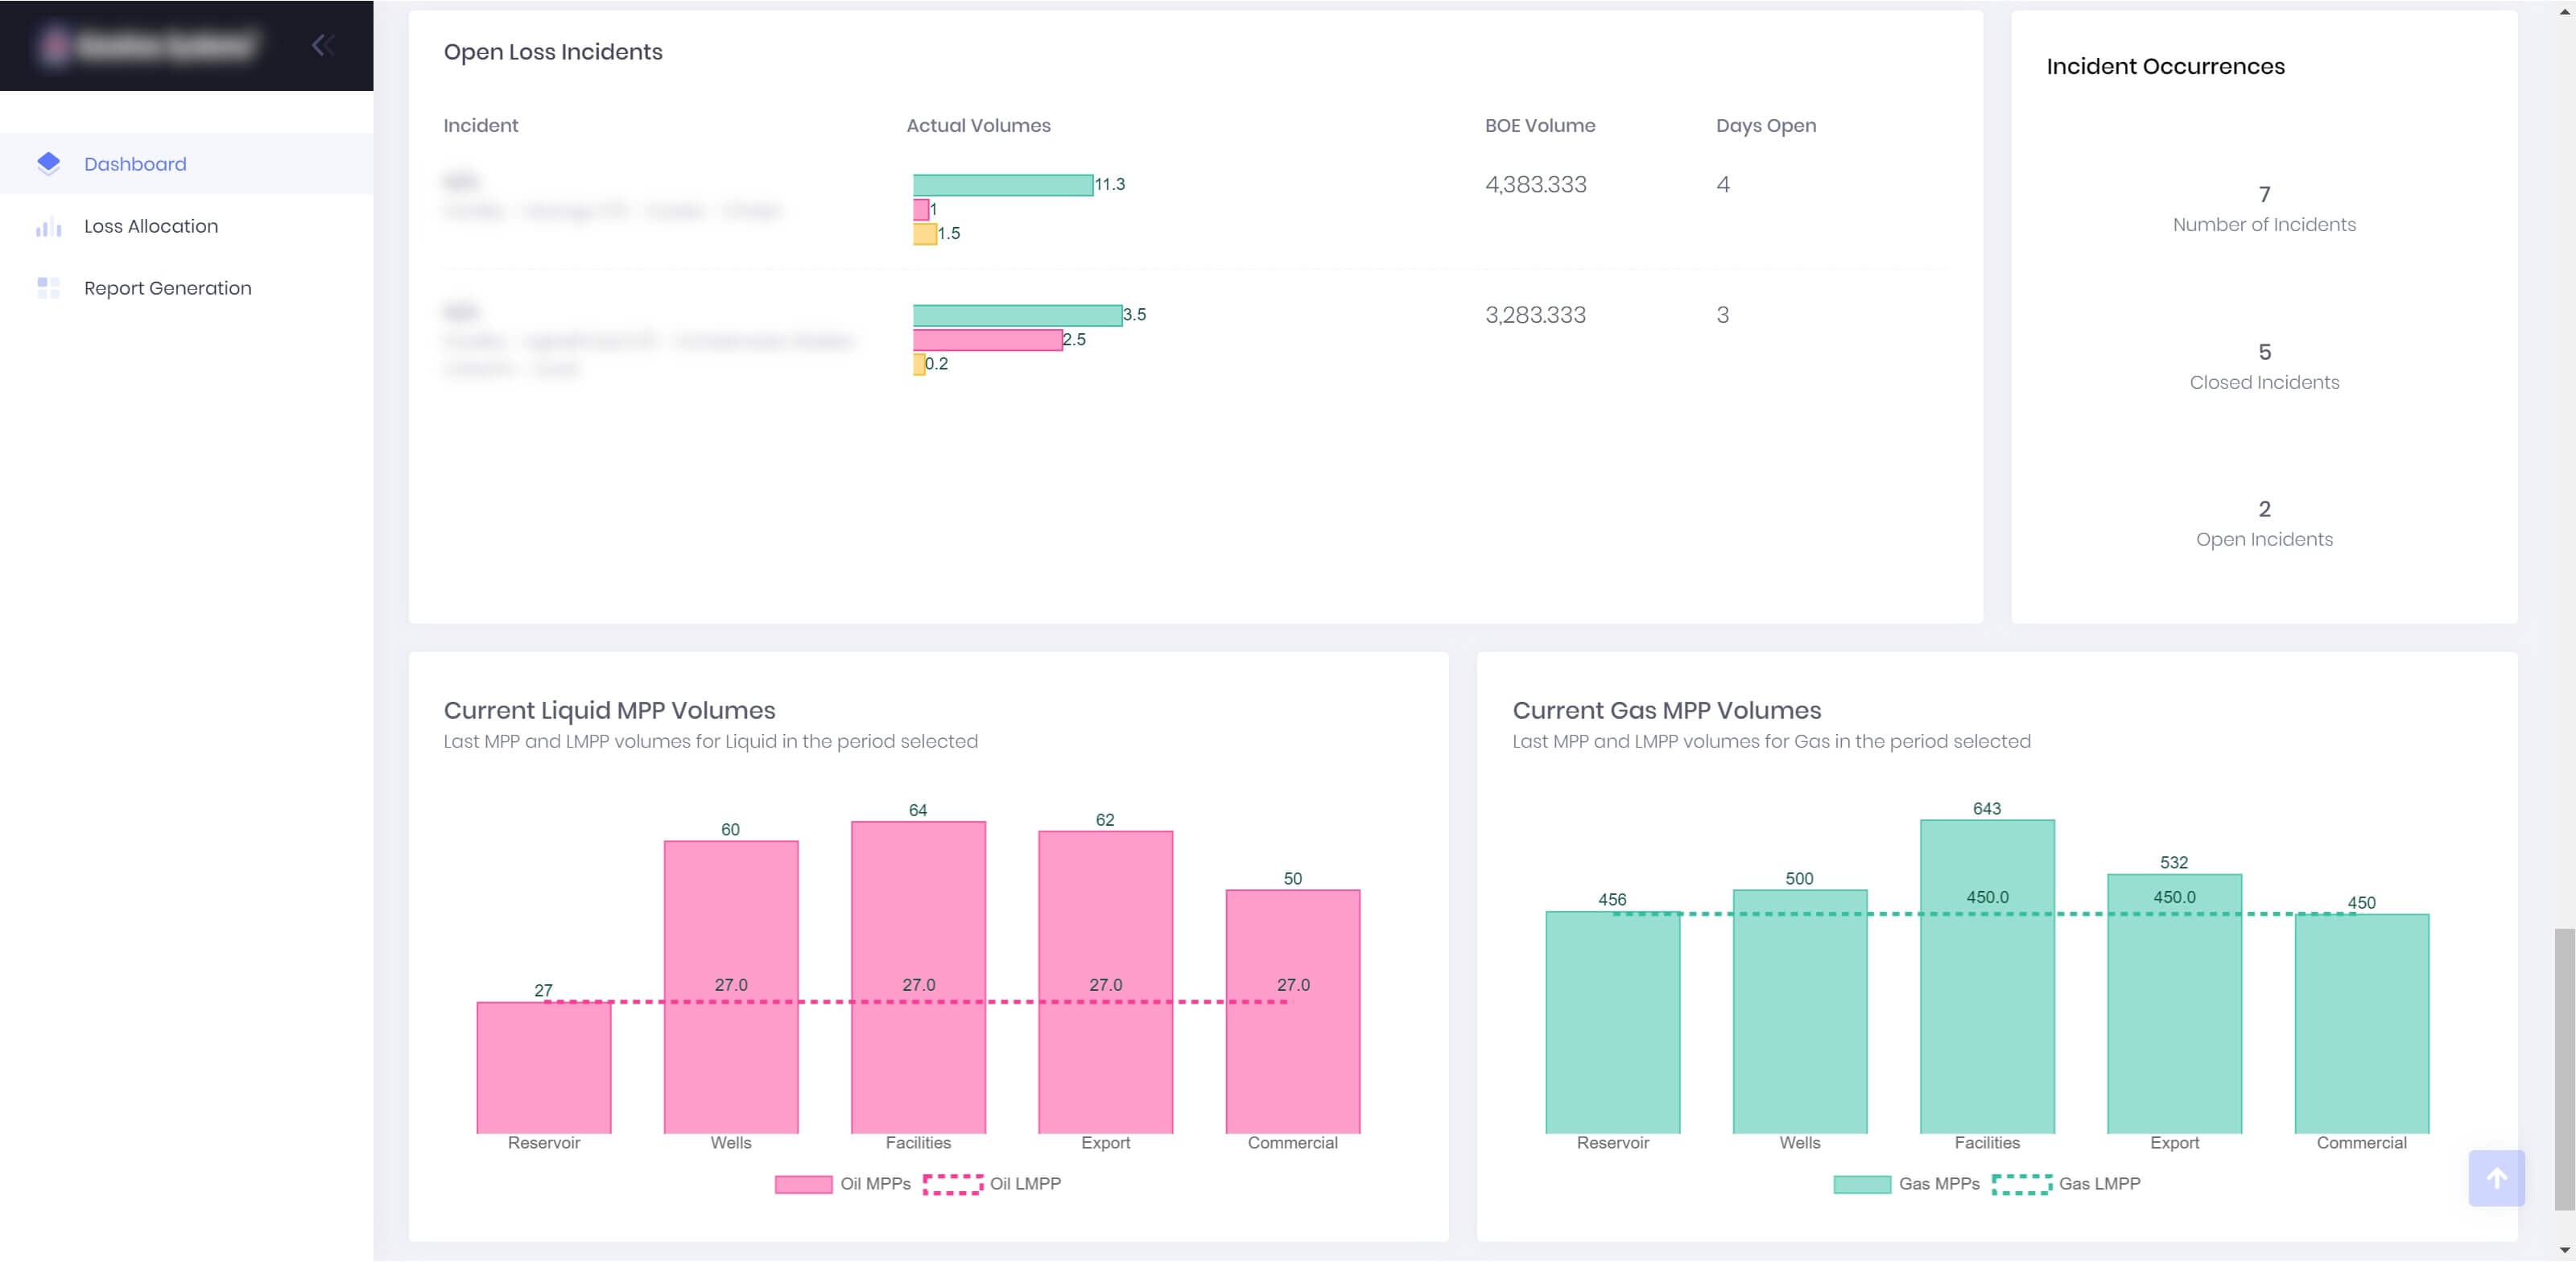 Dashboard
Loss Allocation
Report Generation
Open Loss Incidents
Incident Actual Volumes BOE Volume Days Open
11.3
1
1.5
4,383.333 4
3.5
2.5
0.2
3,283.333 3
Incident Occurrences
7
Number of Incidents
5
Closed Incidents
2
Open Incidents
Current Liquid MPP Volumes
Last MPP and LMPP volumes for Liquid in the period selected
27 60 64 62 50
27.0 27.0 27.0 27.0
Reservoir Wells Facilities Export Commercial
Oil MPPs Oil LMPP
Current Gas MPP Volumes
Last MPP and LMPP volumes for Gas in the period selected
456 500 643 532 450
450.0 450.0
Reservoir Wells Facilities Export Commercial
Gas MPPs Gas LMPP